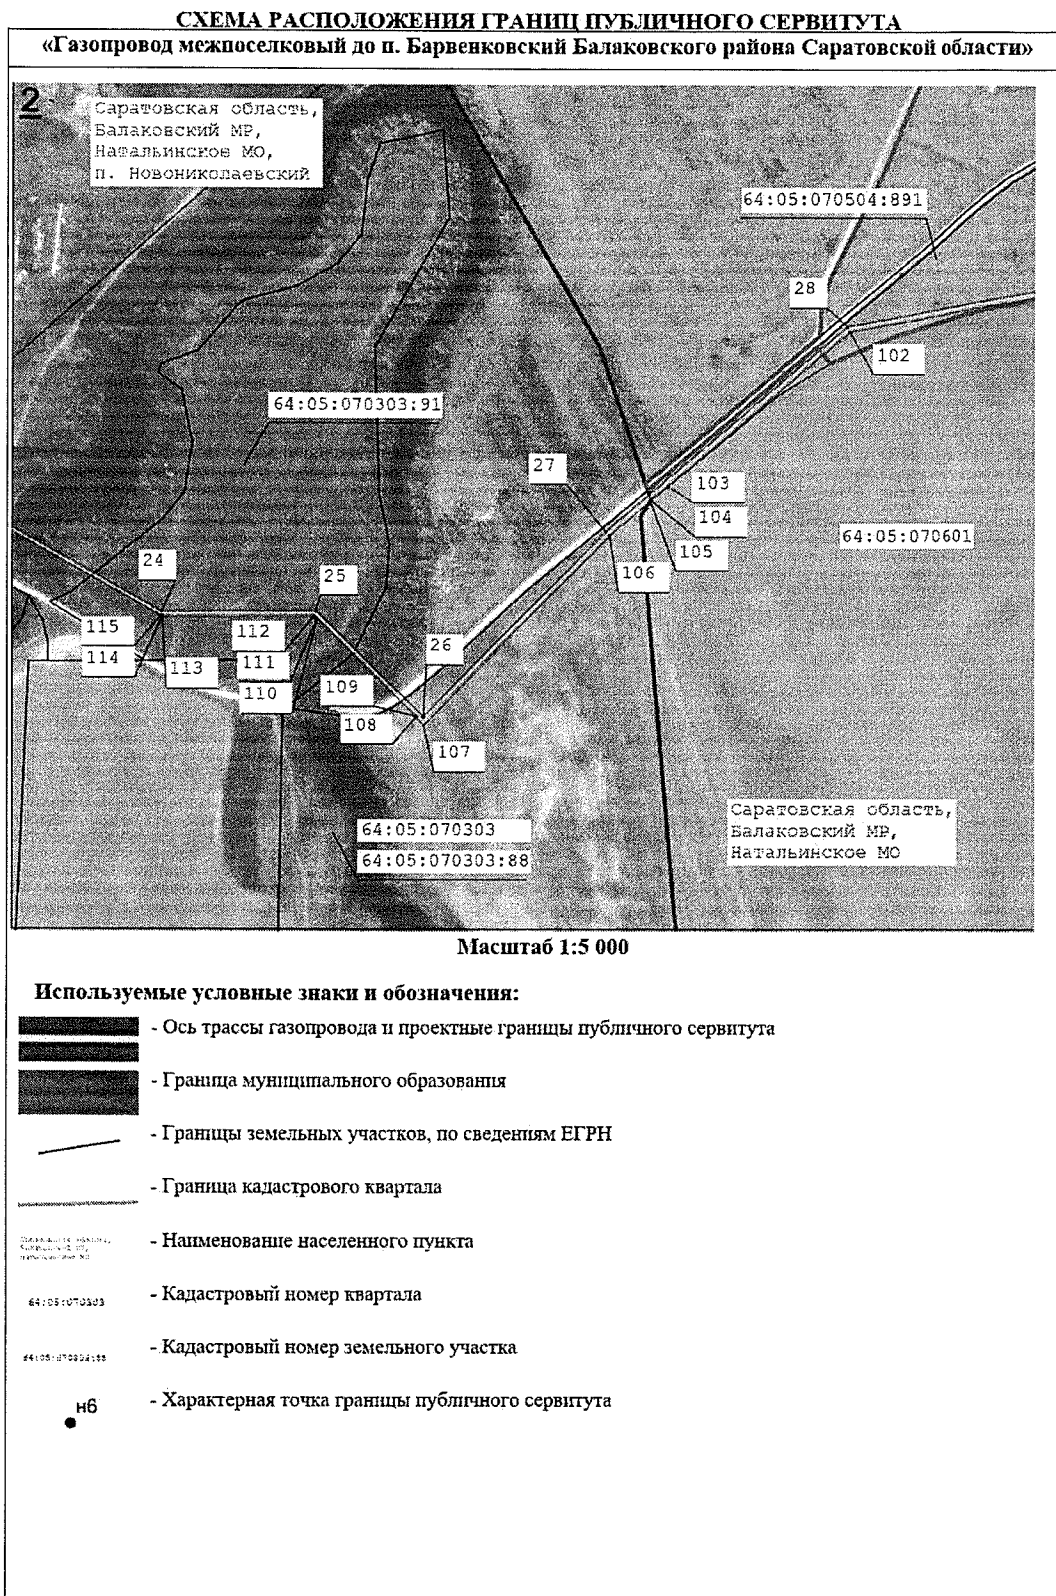 СХЕМА РАСПОЛОЖЕНИЯ ГРАНИЦ ПУБЛИЧНОГО СЕРВИТУТА
«Газопровод межпоселковый до п. Барвенковский Балаковского района Саратовской области»
2
Саратовская область,
Балаковский МР,
Натальинское МО,
п. Новониколаевский
64:05:070504:891
28
102
64:05:070303:91
27
103
104
64:05:070601
105
24
25
106
115
112
26
114
113
111
110
109
108
107
Саратовская область,
Балаковский МР,
Натальинское МО
64:05:070303
64:05:070303:88
Масштаб 1:5 000
Используемые условные знаки и обозначения:
- Ось трассы газопровода и проектные границы публичного сервитута
- Граница муниципального образования
- Границы земельных участков, по сведениям ЕГРН
- Граница кадастрового квартала
- Наименование населенного пункта
64:05:070303
- Кадастровый номер квартала
- Кадастровый номер земельного участка
н6
- Характерная точка границы публичного сервитута